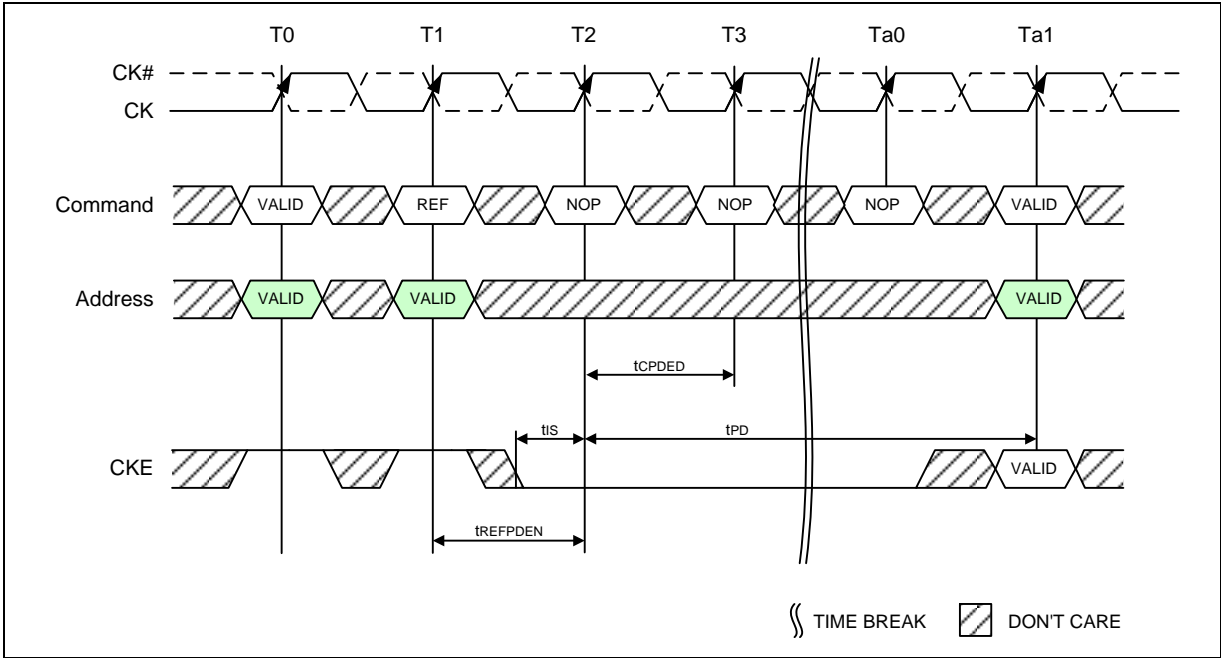 T0 T1 T2 T3 Ta0 Ta1
CK#
CK
Command VALID REF NOP NOP NOP VALID
Address VALID VALID VALID
tCPDED
tIS tPD
CKE VALID
tREFPDEN
TIME BREAK DON'T CARE